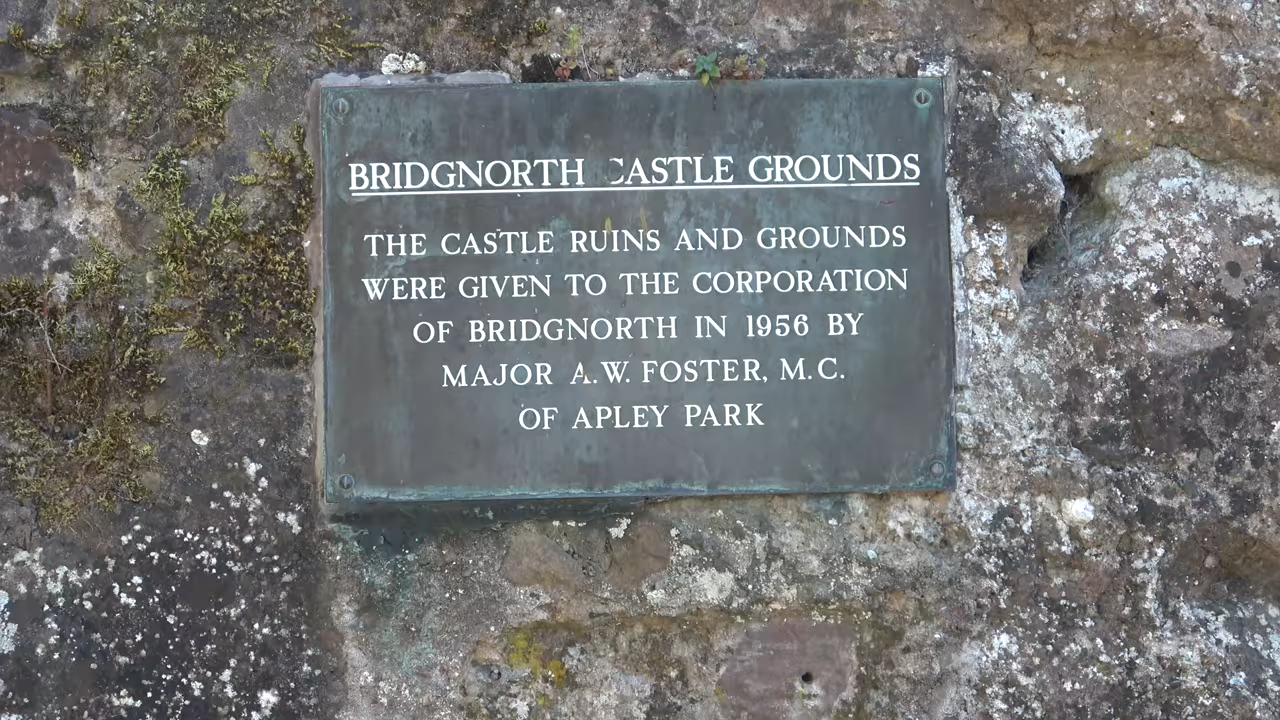 BRIDGNORTH CASTLE GROUNDS
THE CASTLE RUINS AND GROUNDS
WERE GIVEN TO THE CORPORATION
OF BRIDGNORTH IN 1956 BY
MAJOR A.W. FOSTER, M.C.
OF APLEY PARK